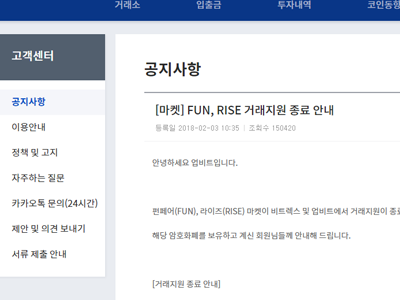 거래소 입출금 투자내역 코인동향
고객센터
공지사항
이용안내
정책 및 고지
자주하는 질문
카카오톡 문의(24시간)
제안 및 의견 보내기
서류 제출 안내
공지사항
[마켓] FUN, RISE 거래지원 종료 안내
등록일 2018-02-03 10:35 | 조회수 150420
안녕하세요 업비트입니다.
펀페어(FUN), 라이즈(RISE) 마켓이 비트렉스 및 업비트에서 거래지원이 종료
해당 암호화폐를 보유하고 계신 회원님들께 안내해 드립니다.
[거래지원 종료 안내]